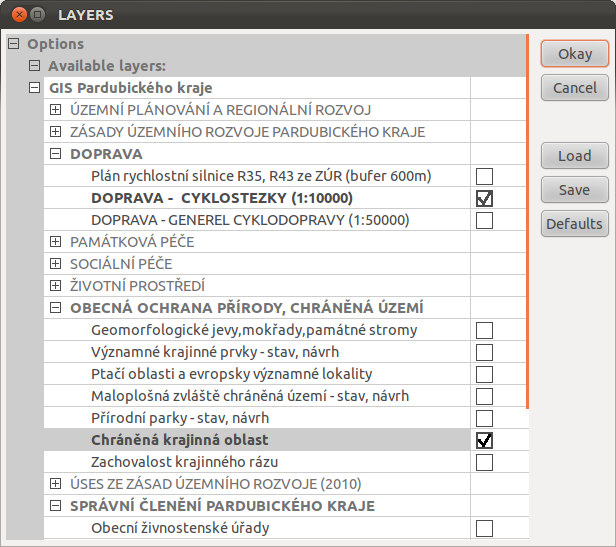 LAYERS
Options
Available layers:
GIS Pardubického kraje
ÚZEMNÍ PLÁNOVÁNÍ A REGIONÁLNÍ ROZVOJ
ZÁSADY ÚZEMNÍHO ROZVOJE PARDUBICKÉHO KRAJE
DOPRAVA
Plán rychlostní silnice R35, R43 ze ZÚR (bufer 600m)
DOPRAVA - CYKLOSTEZKY (1:10000)
DOPRAVA - GENEREL CYKLODOPRAVY (1:50000)
PAMÁTKOVÁ PÉČE
SOCIÁLNÍ PÉČE
ŽIVOTNÍ PROSTŘEDÍ
OBECNÁ OCHRANA PŘÍRODY, CHRÁNĚNÁ ÚZEMÍ
Geomorfologické jevy,mokřady,památné stromy
Významné krajinné prvky - stav, návrh
Ptačí oblasti a evropsky významné lokality
Maloplošná zvláště chráněná území - stav, návrh
Přírodní parky - stav, návrh
Chráněná krajinná oblast
Zachovalost krajinného rázu
ÚSES ZE ZÁSAD ÚZEMNÍHO ROZVOJE (2010)
SPRÁVNÍ ČLENĚNÍ PARDUBICKÉHO KRAJE
Obecní živnostenské úřady
Okay
Cancel
Load
Save
Defaults